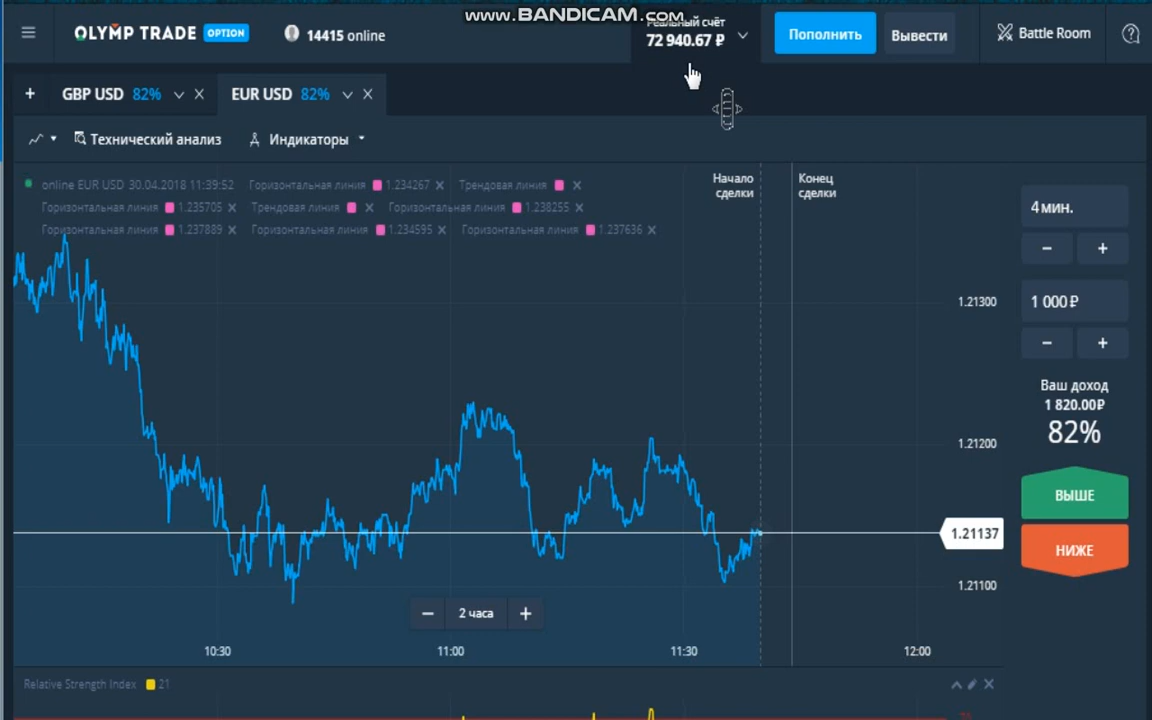 www.BANDICAM.com
OLYMP TRADE OPTION
14415 online
Реальный счёт
72 940.67 ₽
Пополнить
Вывести
Battle Room
+ GBP USD 82%
EUR USD 82%
Технический анализ
Индикаторы
online EUR USD 30.04.2018 11:39:52 Горизонтальная линия 1.234267 Трендовая линия
Горизонтальная линия 1.235705 Трендовая линия Горизонтальная линия 1.238255
Горизонтальная линия 1.237889 Горизонтальная линия 1.234595 Горизонтальная линия 1.237636
Начало
сделки
Конец
сделки
1.21300
1.21200
1.21137
1.21100
− 2 часа +
10:30 11:00 11:30 12:00
Relative Strength Index 21
4 мин.
− +
1 000 ₽
− +
Ваш доход
1 820.00₽
82%
ВЫШЕ
НИЖЕ